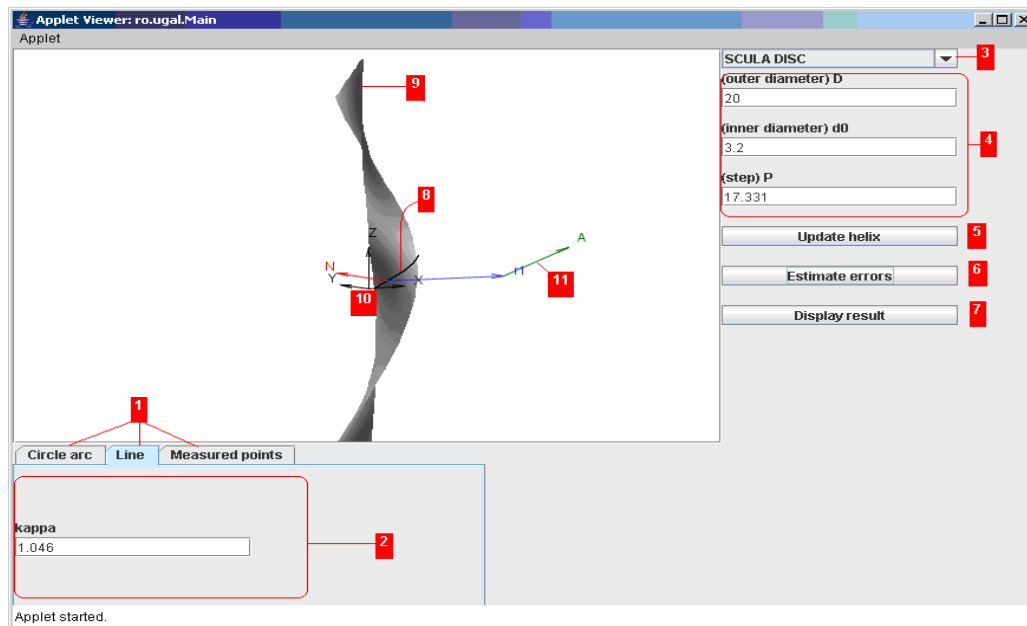 Applet Viewer: ro.ugal.Main
Applet
SCULA DISC
3
(outer diameter) D
20
(inner diameter) d0
3.2
4
(step) P
17.331
Update helix
5
Estimate errors
6
Display result
7
9
8
Z
A
N
Y
X
r1
10
11
1
Circle arc
Line
Measured points
kappa
1.046
2
Applet started.